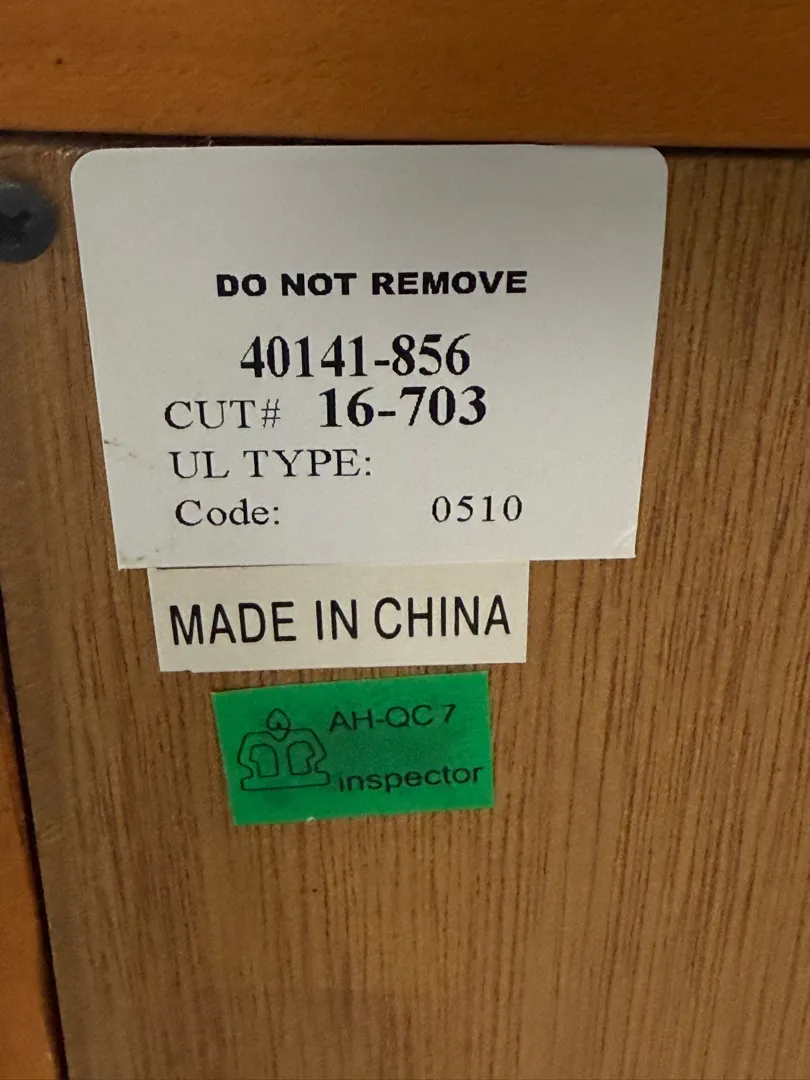 DO NOT REMOVE
40141-856
CUT# 16-703
UL TYPE:
Code: 0510
MADE IN CHINA
AH-QC 7
inspector